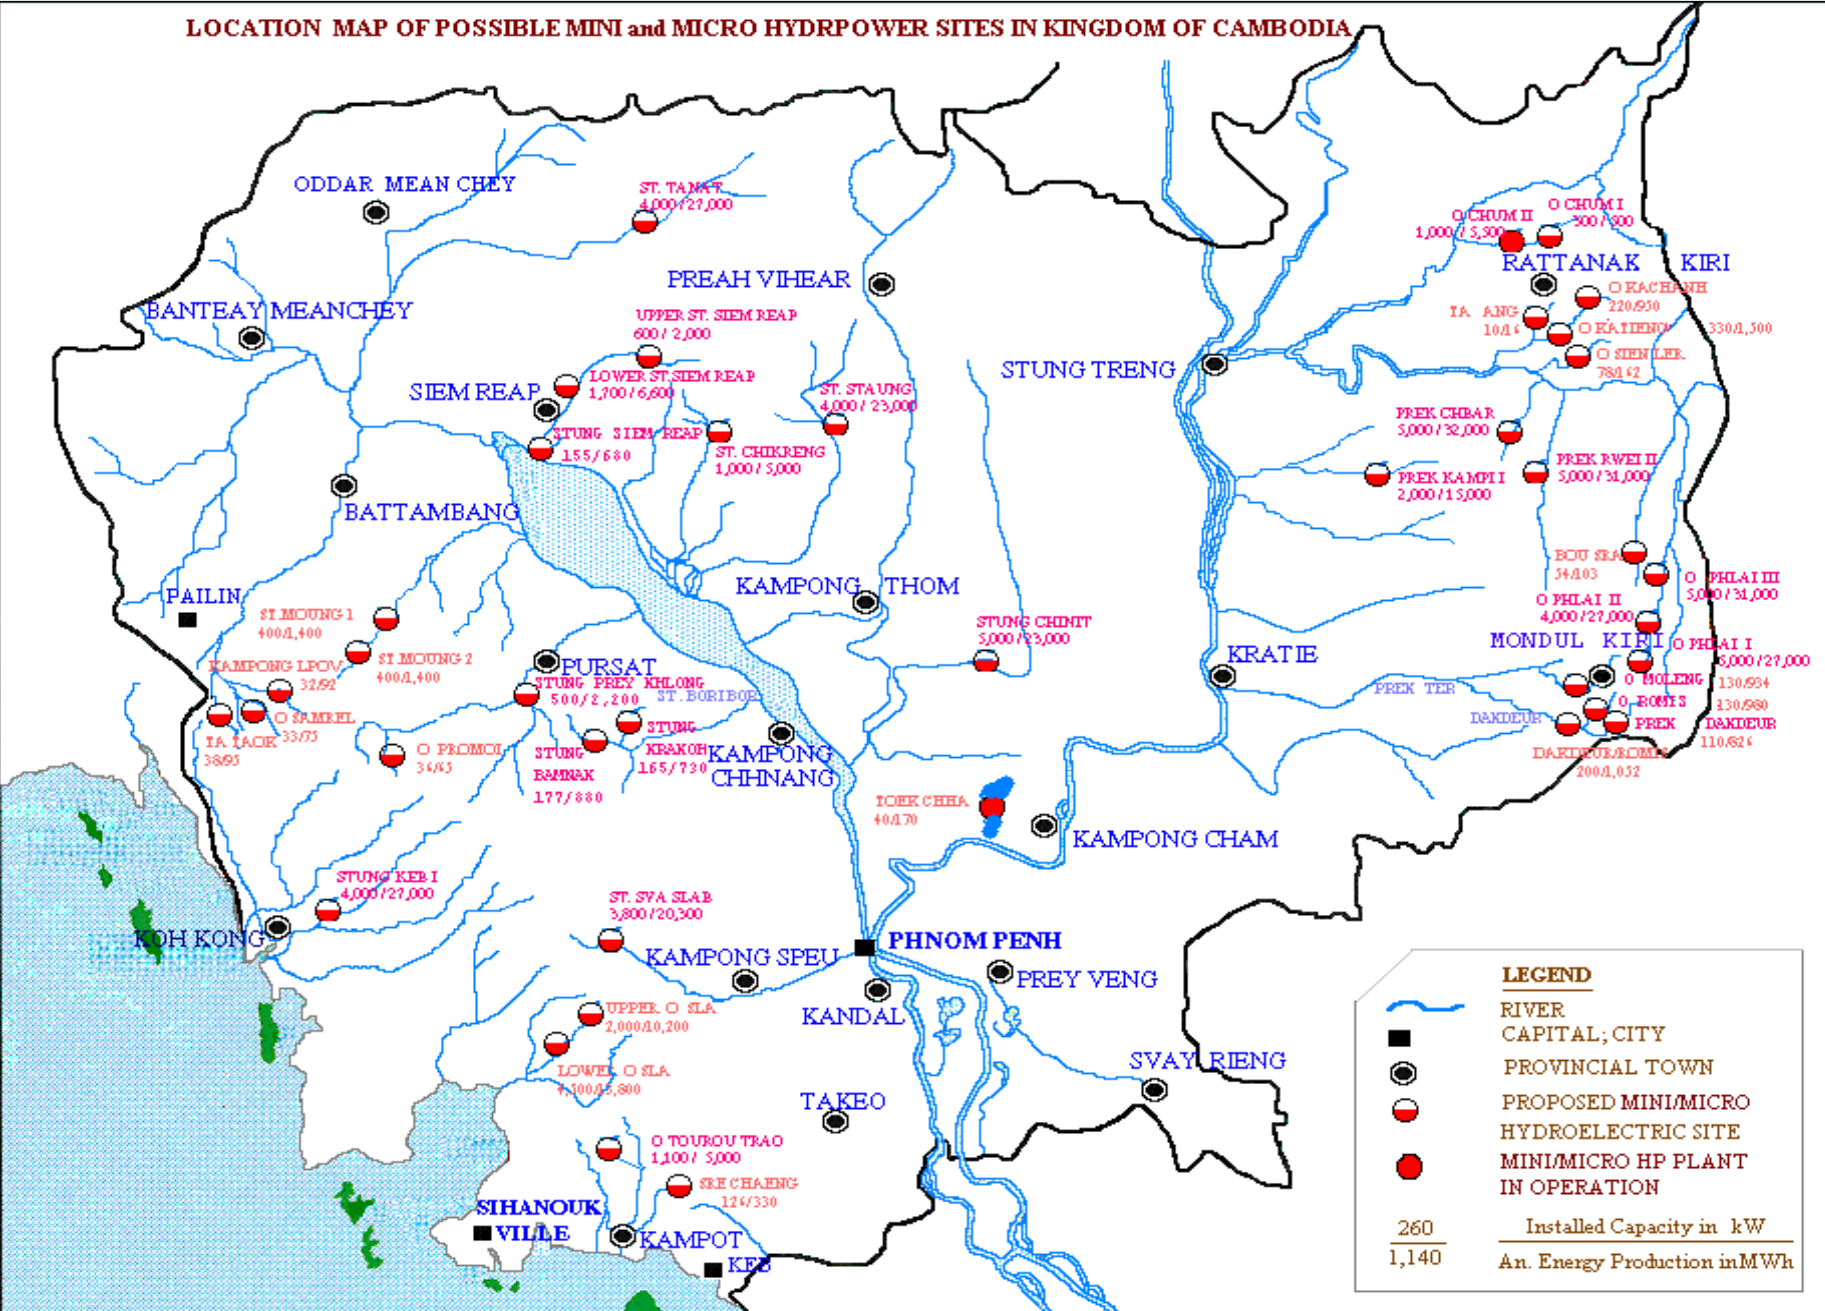 LOCATION MAP OF POSSIBLE MINI and MICRO HYDRPOWER SITES IN KINGDOM OF CAMBODIA
ODDAR MEAN CHEY
ST. TANAT
4,000/27,000
O CHUM II
1,000/5,500
O CHUM I
RATTANAK KIRI
PREAH VIHEAR
BANTEAY MEANCHEY
O KACHANH
220/950
TA ANG
10/16
O KATIENG
330/1,500
O SIEN LER
78/162
UPPER ST. SIEM REAP
600/2,000
STUNG TRENG
LOWER ST.SIEM REAP
1,700/6,600
SIEM REAP
ST. STAUNG
4,000/23,000
STUNG SIEM REAP
155/680
ST. CHIKRENG
1,000/5,000
PREK CHBAR
5,000/32,000
PREK KAMPI I
2,000/15,000
PREK RWEI II
5,000/31,000
BATTAMBANG
BOU SRA
54/103
O PHLAI III
5,000/31,000
O PHLAI II
4,000/27,000
PAILIN
ST.MOUNG 1
400/1,400
KAMPONG THOM
STUNG CHINIT
5,000/23,000
MONDUL KIRI
O PHLAI I
5,000/27,000
ST.MOUNG 2
400/1,400
KAMPONG LPOV
32/92
PURSAT
KRATIE
STUNG PREY KHLONG
500/2,200
ST.BORIBOR
PREK TER
O MOLENG
130/934
O ROMIS
130/980
O SAMREL
33/75
TA TAOK
38/95
DAKDEUR
PREK DAKDEUR
110/826
DAKDEUR/ROMIS
200/1,052
O PROMOI
36/65
STUNG
KRAKOH
165/730
STUNG
BAMNAK
177/880
KAMPONG
CHHNANG
TOEK CHHA
40/170
KAMPONG CHAM
STUNG KEB I
4,000/27,000
KOH KONG
ST. SVA SLAB
3,800/20,300
KAMPONG SPEU
PHNOM PENH
PREY VENG
KANDAL
UPPER O SLA
2,000/10,200
LOWER O SLA
SVAY RIENG
TAKEO
O TOUROU TRAO
1,100/5,000
SRE CHAENG
126/330
SIHANOUK
VILLE
KAMPOT
KEB
LEGEND
RIVER
CAPITAL; CITY
PROVINCIAL TOWN
PROPOSED MINI/MICRO
HYDROELECTRIC SITE
MINI/MICRO HP PLANT
IN OPERATION
260 Installed Capacity in kW
1,140 An. Energy Production inMWh